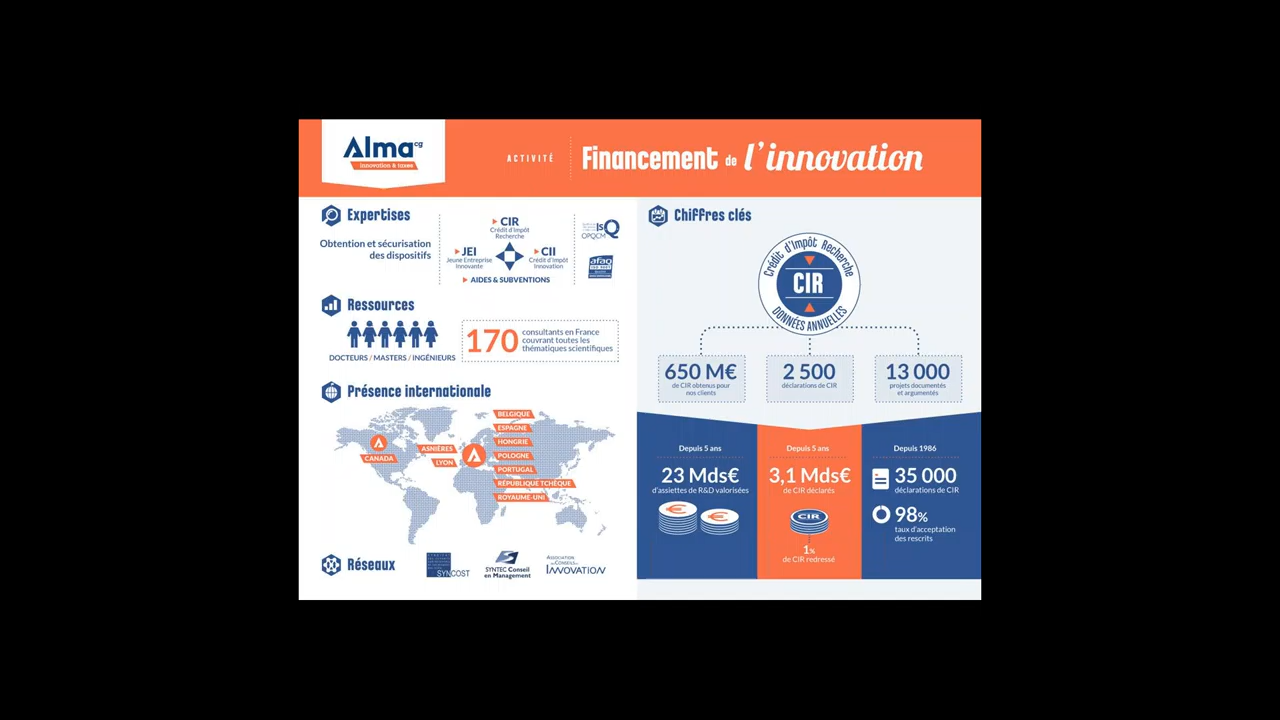 Alma cg
innovation & taxes
ACTIVITÉ
Financement de l'innovation
Expertises
Obtention et sécurisation
des dispositifs
CIR
Crédit d'Impôt
Recherche
JEI
Jeune Entreprise
Innovante
CII
Crédit d'Impôt
Innovation
AIDES & SUBVENTIONS
ISQ
OPQCM
afaq
Ressources
DOCTEURS / MASTERS / INGÉNIEURS
170
consultants en France
couvrant toutes les
thématiques scientifiques
Présence internationale
CANADA
ASNIÈRES
LYON
BELGIQUE
ESPAGNE
HONGRIE
POLOGNE
PORTUGAL
RÉPUBLIQUE TCHÈQUE
ROYAUME-UNI
Réseaux
SYNCOST
SYNTEC Conseil
en Management
ASSOCIATION
CONSEILS
INNOVATION
Chiffres clés
Crédit d'Impôt Recherche
CIR
DONNÉES ANNUELLES
650 M€
de CIR obtenus pour
nos clients
2 500
déclarations de CIR
13 000
projets documentés
et argumentés
Depuis 5 ans
23 Mds€
d'assiettes de R&D valorisées
Depuis 5 ans
3,1 Mds€
de CIR déclarés
CIR
1%
de CIR redressé
Depuis 1986
35 000
déclarations de CIR
98%
taux d'acceptation
des rescrits